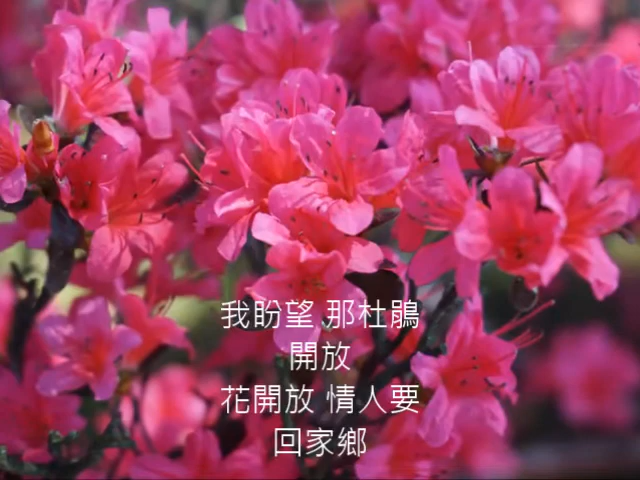 我盼望 那杜鵑
開放
花開放 情人要
回家鄉